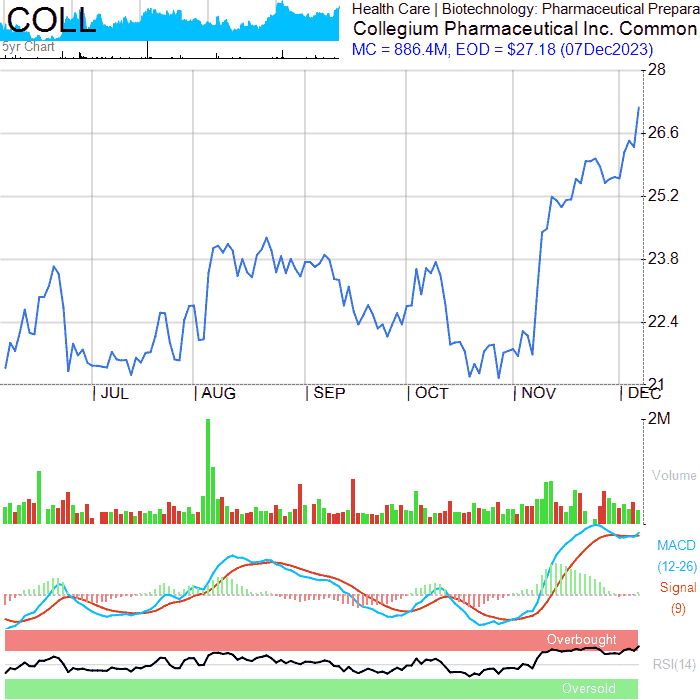 COLL
5yr Chart
Health Care | Biotechnology: Pharmaceutical Prepara
Collegium Pharmaceutical Inc. Common
MC = 886.4M, EOD = $27.18 (07Dec2023)
28
26.6
25.2
23.8
22.4
21
JUL AUG SEP OCT NOV DEC
2M
Volume
MACD
(12-26)
Signal
(9)
Overbought
RSI(14)
Oversold